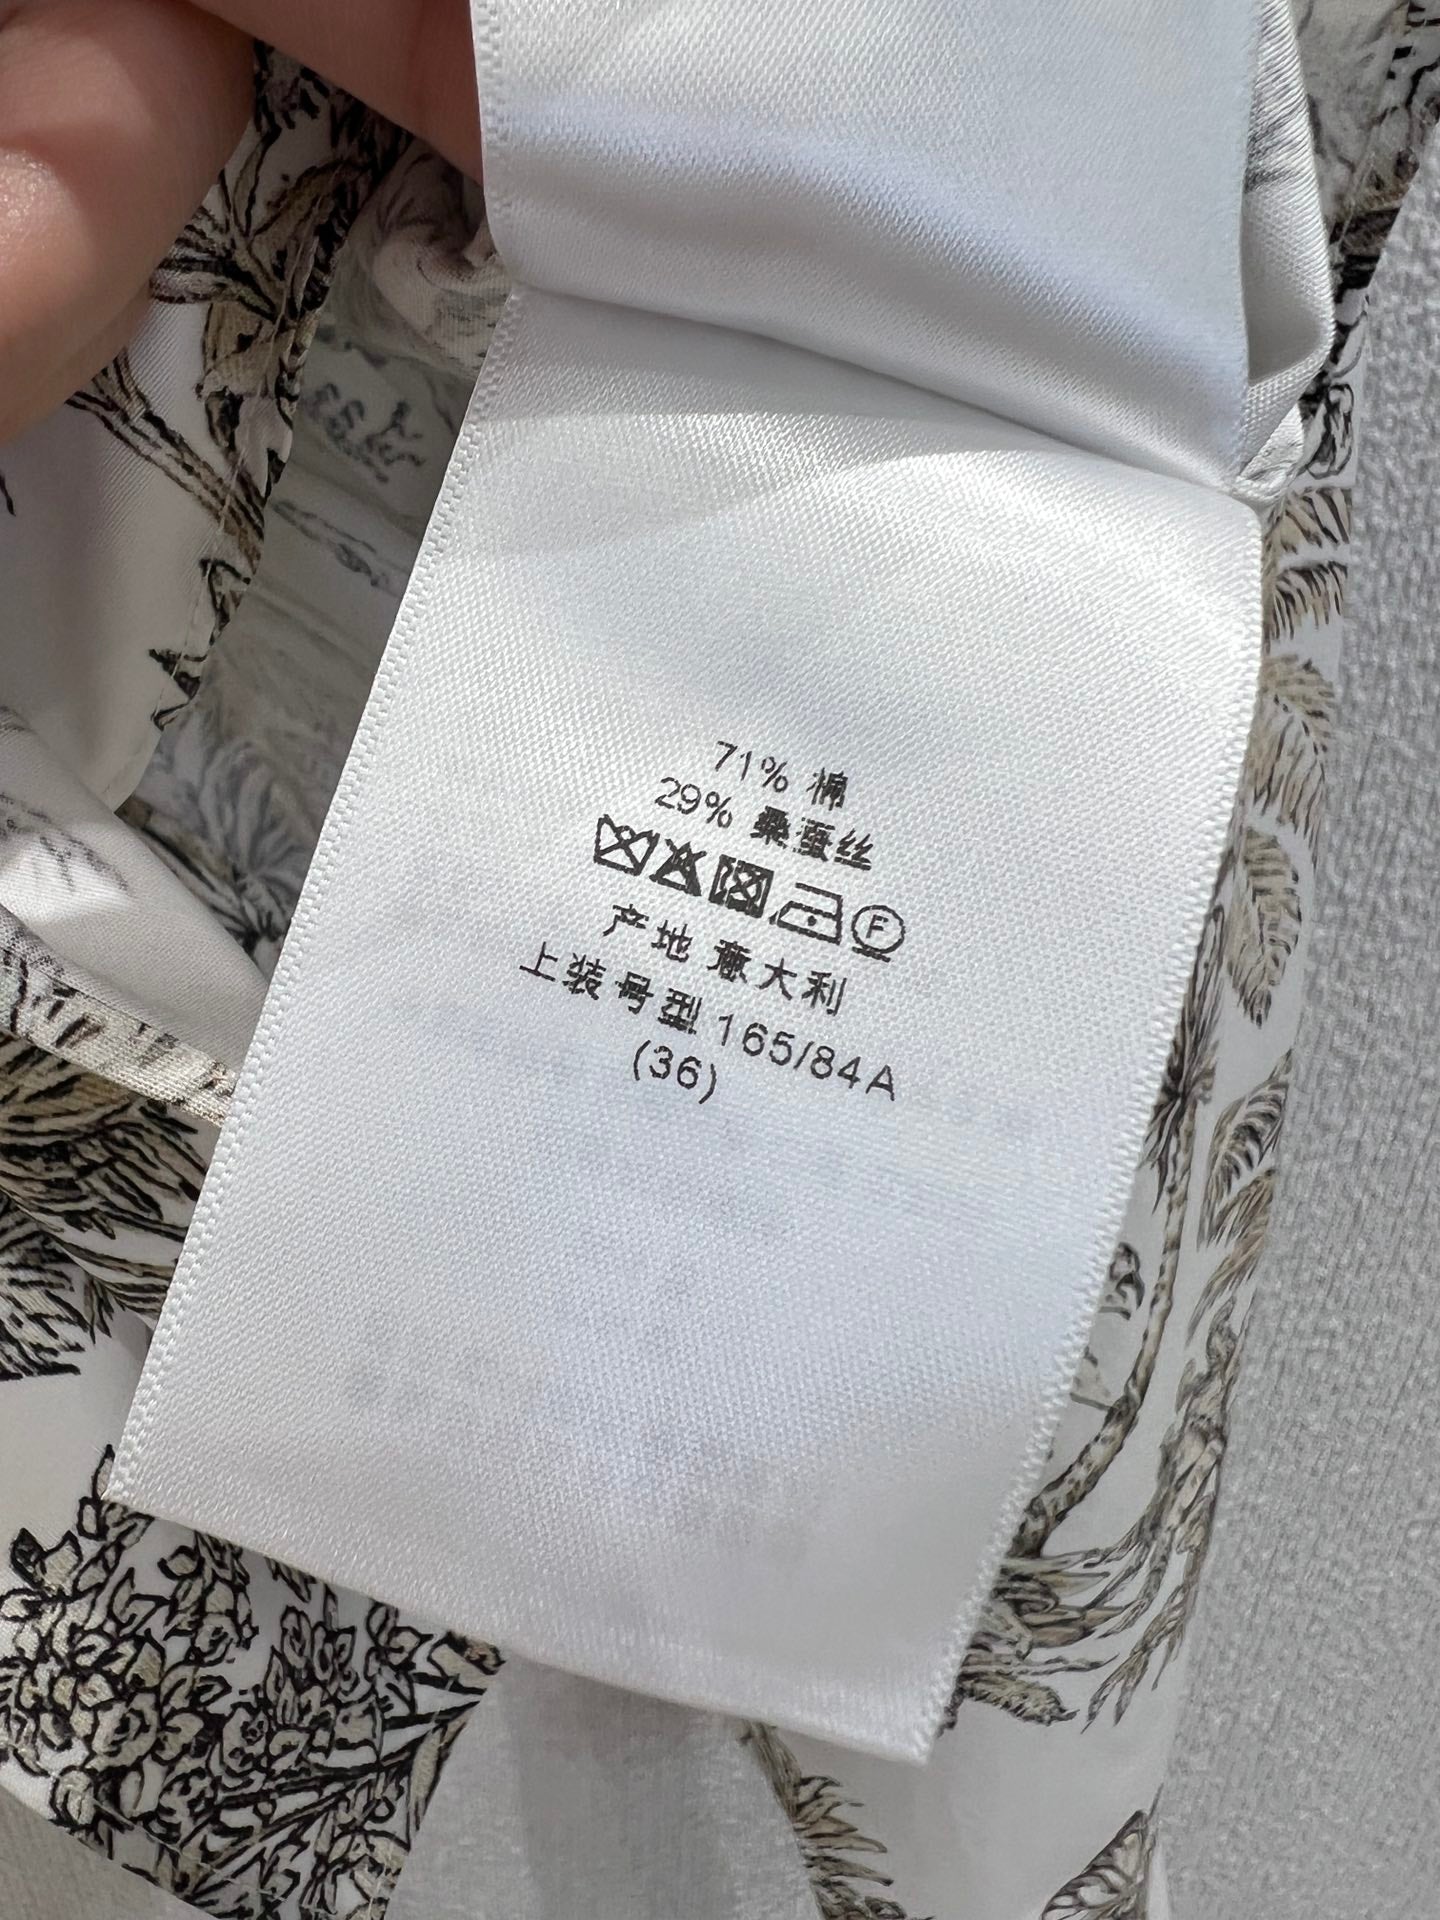 71% 棉
29% 桑蚕丝
F
产地 意大利
上装号型 165/84A
(36)